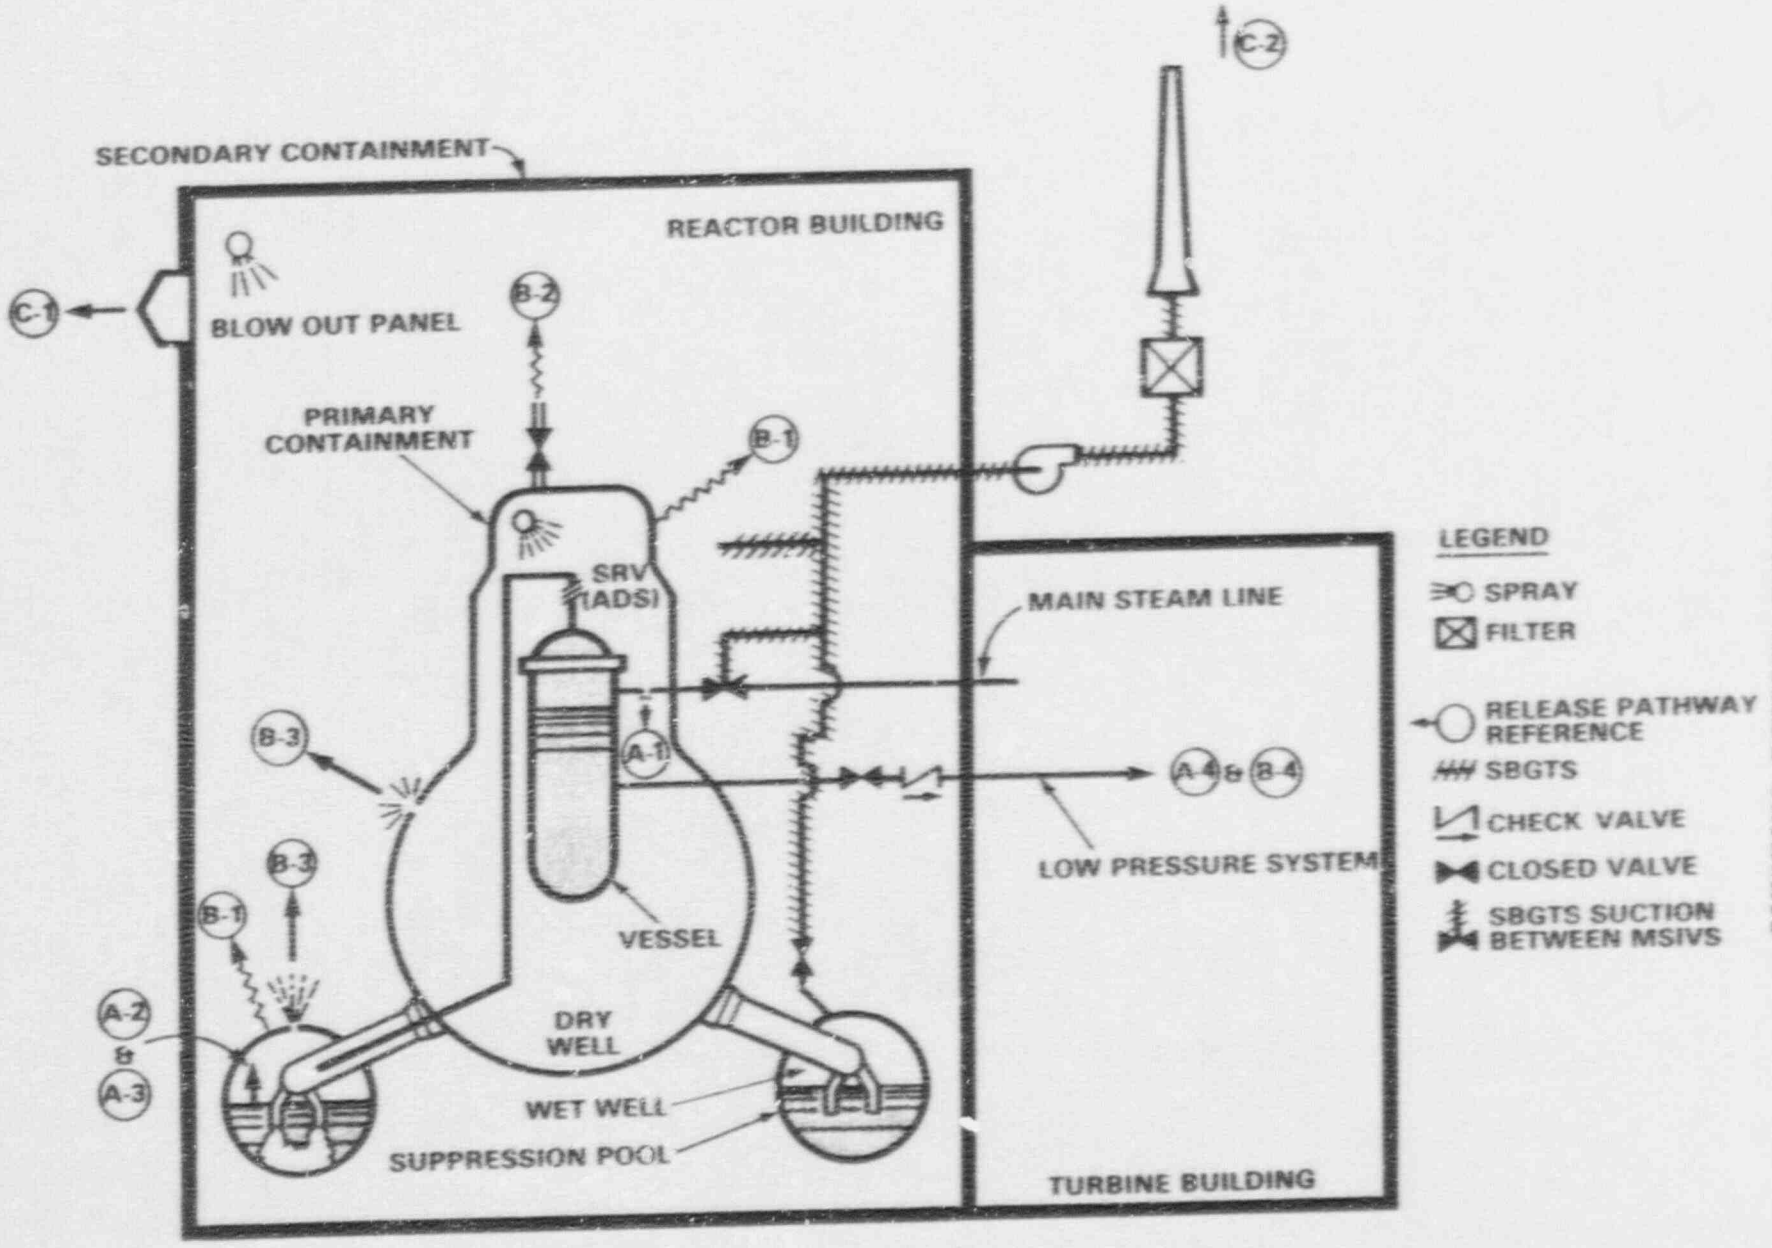 C-2
SECONDARY CONTAINMENT
REACTOR BUILDING
C-1
BLOW OUT PANEL
B-2
PRIMARY
CONTAINMENT
B-1
SRV
(ADS)
MAIN STEAM LINE
LEGEND
SPRAY
FILTER
RELEASE PATHWAY
REFERENCE
SBGTS
CHECK VALVE
CLOSED VALVE
SBGTS SUCTION
BETWEEN MSIVS
B-3
A-1
A-4 & B-4
LOW PRESSURE SYSTEM
B-3
B-1
VESSEL
A-2
&
A-3
DRY
WELL
WET WELL
SUPPRESSION POOL
TURBINE BUILDING